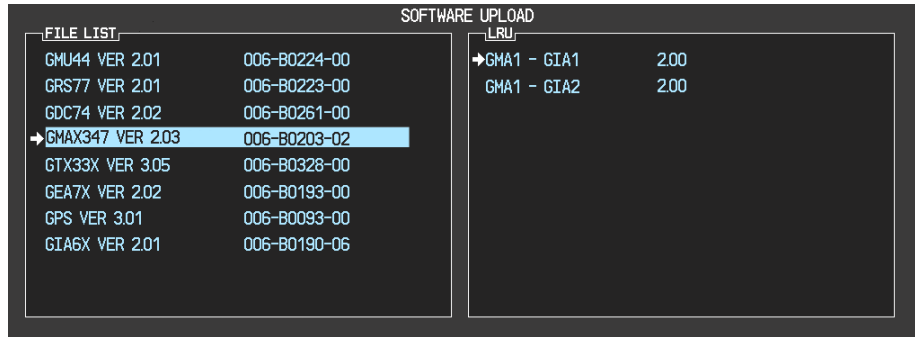 SOFTWARE UPLOAD
FILE LIST
GMU44 VER 2.01 006-B0224-00
GRS77 VER 2.01 006-B0223-00
GDC74 VER 2.02 006-B0261-00
GMAX347 VER 2.03 006-B0203-02
GTX33X VER 3.05 006-B0328-00
GEA7X VER 2.02 006-B0193-00
GPS VER 3.01 006-B0093-00
GIA6X VER 2.01 006-B0190-06
LRU
GMA1 - GIA1 2.00
GMA1 - GIA2 2.00